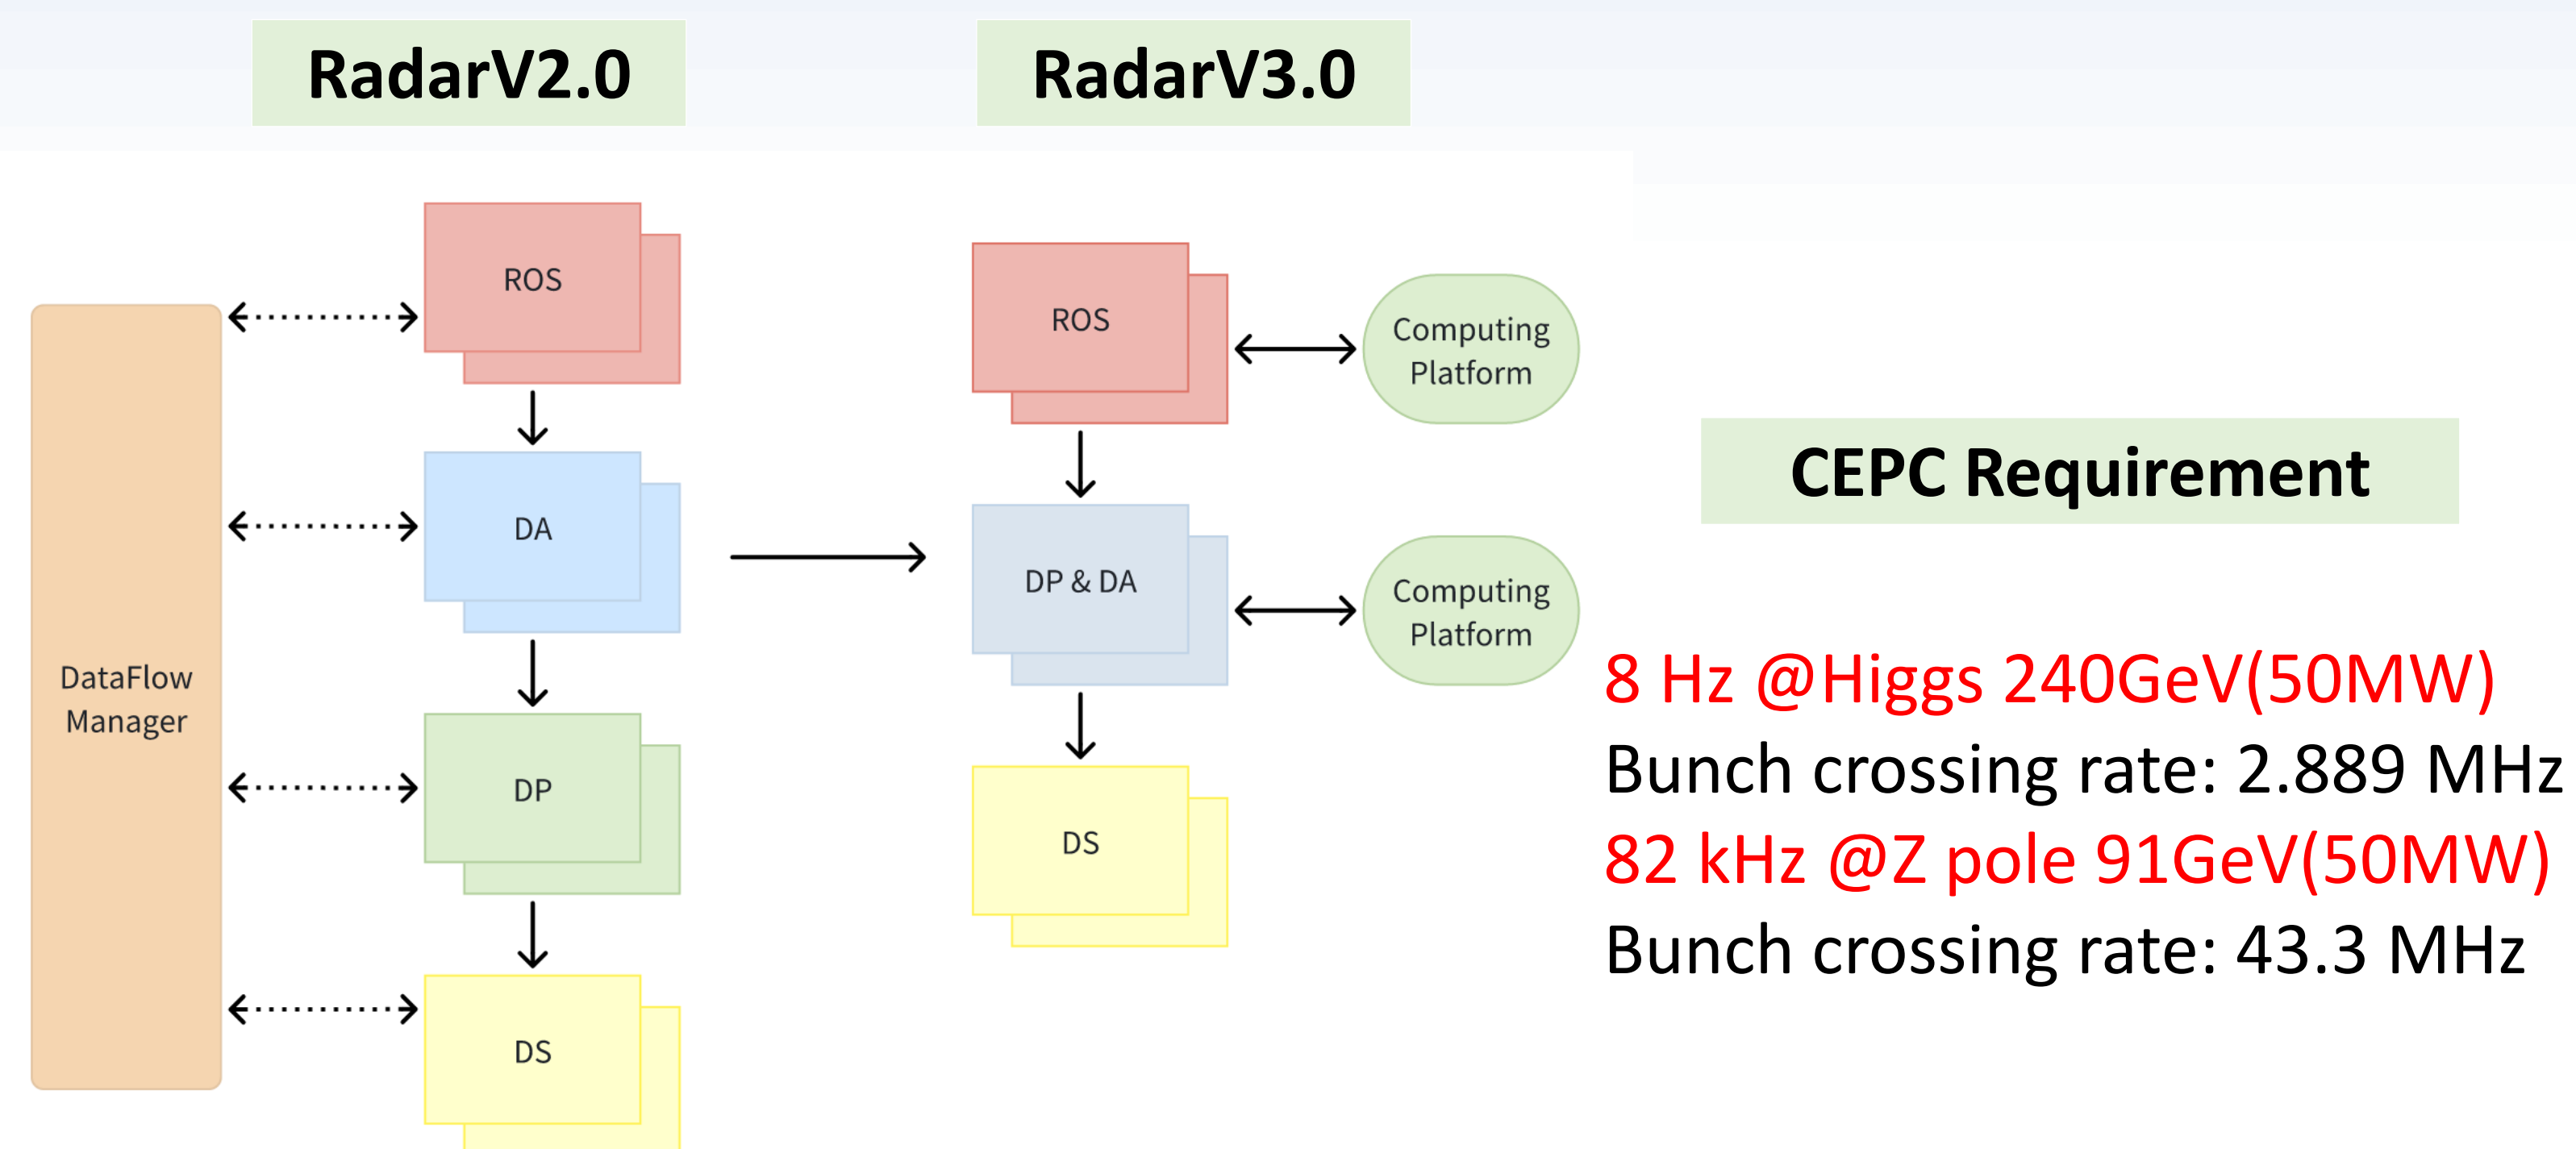 RadarV2.0
RadarV3.0
ROS
DA
DP
DS
DataFlow
Manager
ROS
DP & DA
DS
Computing
Platform
Computing
Platform
CEPC Requirement
8 Hz @Higgs 240GeV(50MW)
Bunch crossing rate: 2.889 MHz
82 kHz @Z pole 91GeV(50MW)
Bunch crossing rate: 43.3 MHz